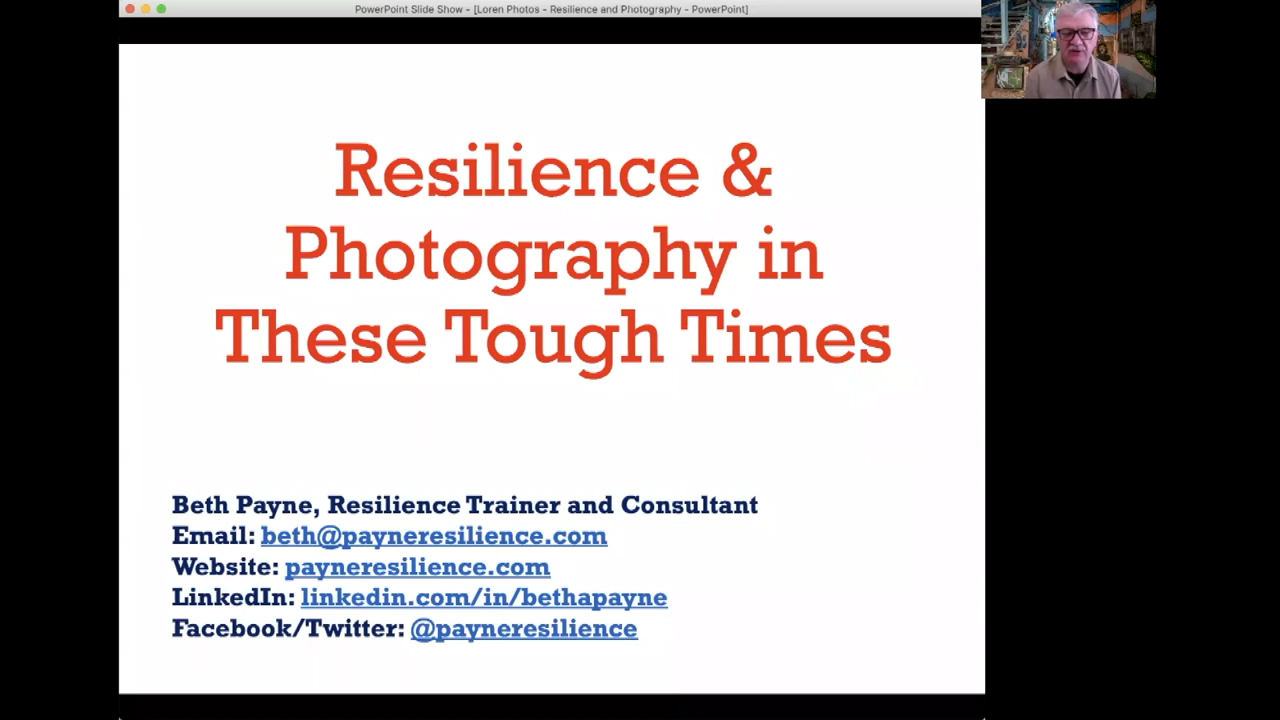 PowerPoint Slide Show - [Loren Photos - Resilience and Photography - PowerPoint]
Resilience &
Photography in
These Tough Times
Beth Payne, Resilience Trainer and Consultant
Email: beth@payneresilience.com
Website: payneresilience.com
LinkedIn: linkedin.com/in/bethapayne
Facebook/Twitter: @payneresilience